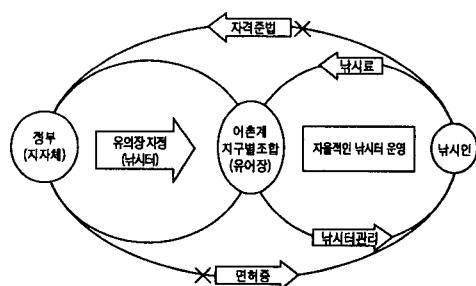 자격준법
낚시료
정부
(지자체)
유의장 지정
(낚시터)
어촌계
지구별조합
(유어장)
자율적인 낚시터 운영
낚시인
낚시터관리
면허증